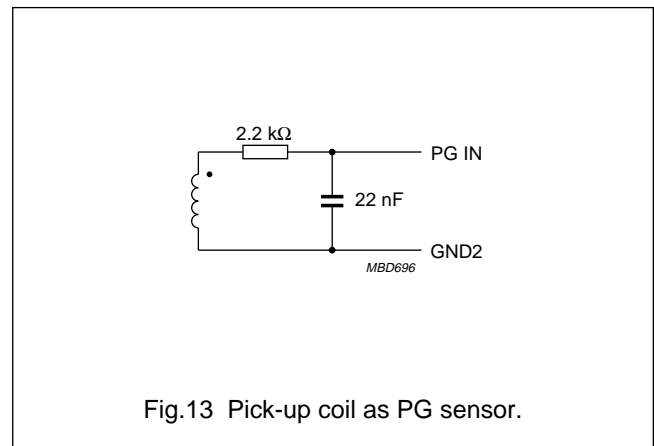 2.2 kΩ
PG IN
22 nF
GND2
MBD696
Fig.13 Pick-up coil as PG sensor.